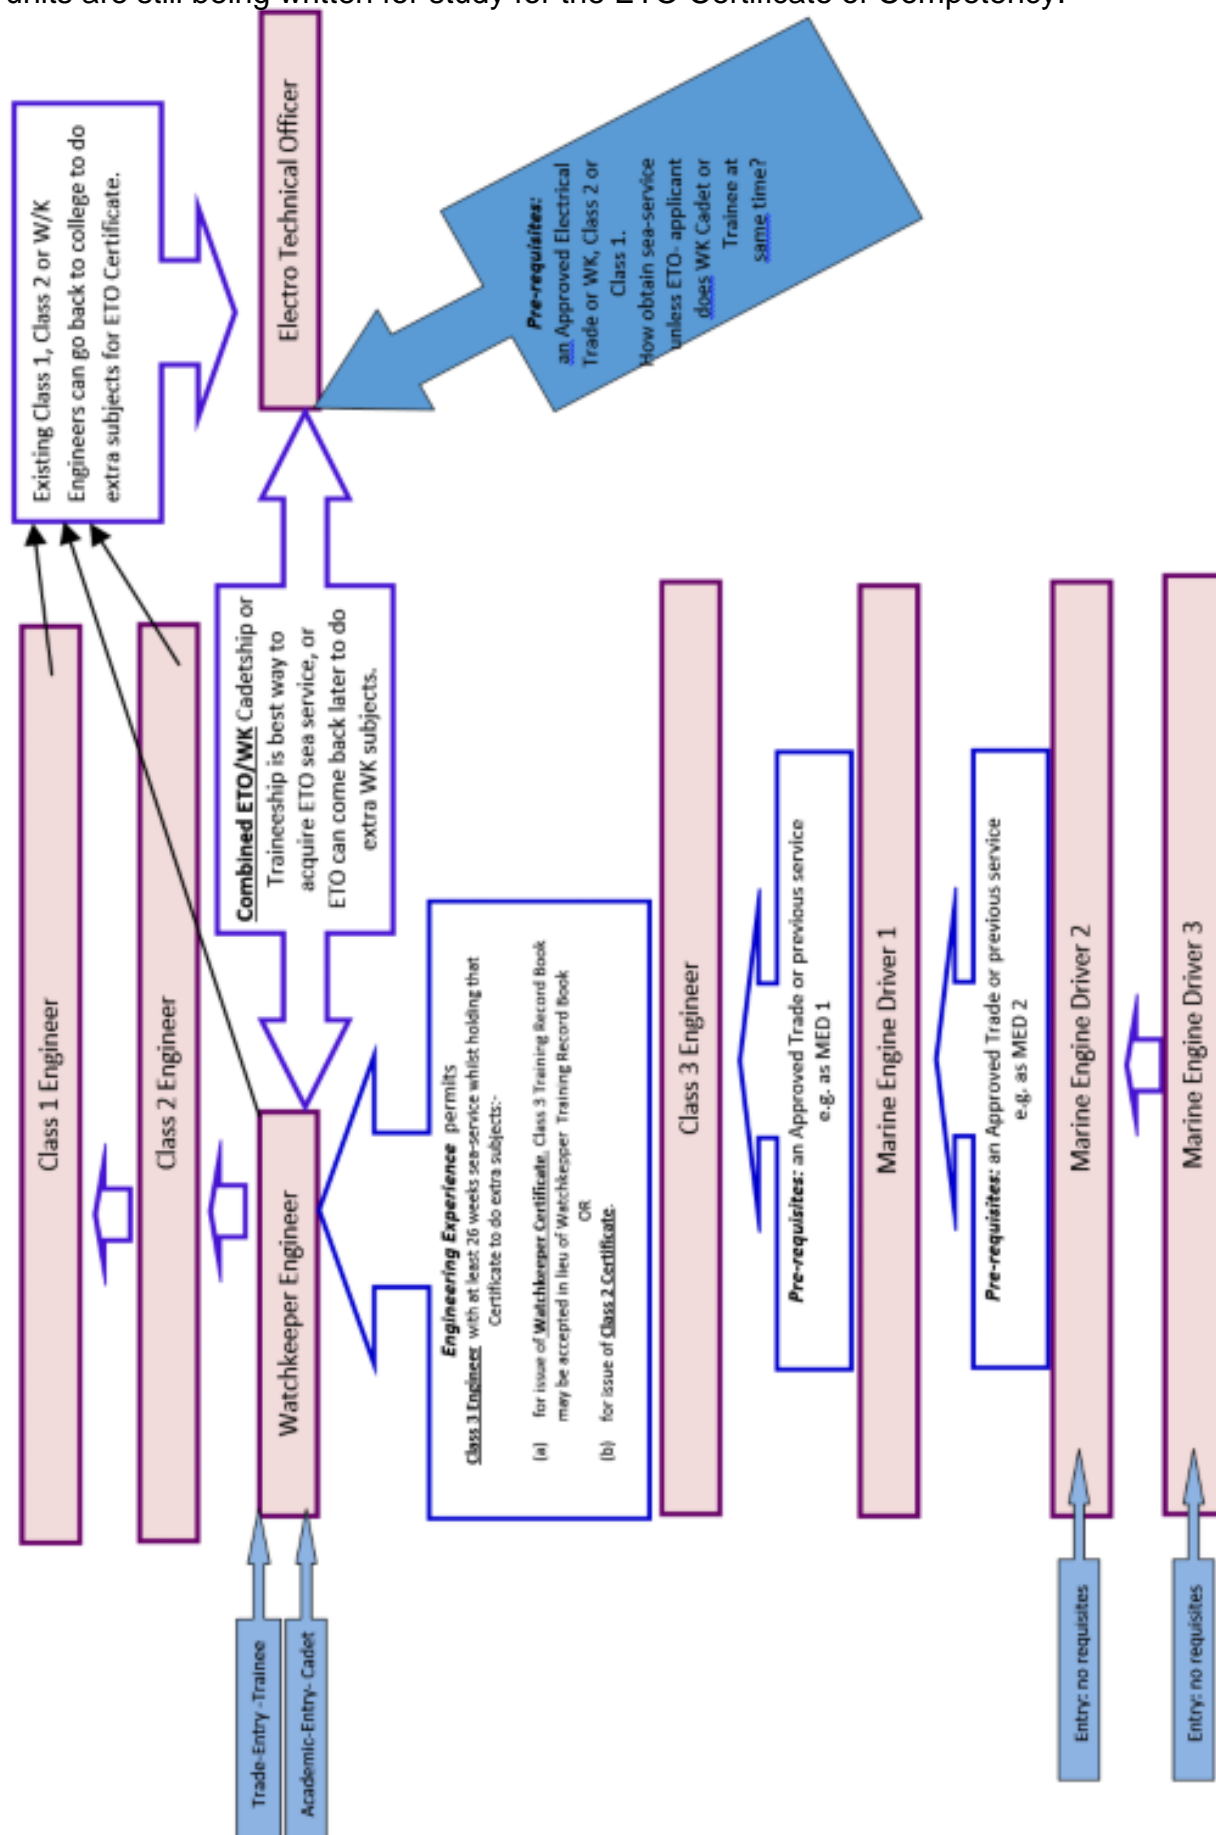 units are still being written for study for the ETO Certificate of Competency.
Class 1 Engineer
Existing Class 1, Class 2 or W/K
Engineers can go back to college to do
extra subjects for ETO Certificate.
Class 2 Engineer
Trade-Entry -Trainee
Academic-Entry- Cadet
Watchkeeper Engineer
Combined ETO/WK Cadetship or
Traineeship is best way to
acquire ETO sea service, or
ETO can come back later to do
extra WK subjects.
Electro Technical Officer
Engineering Experience permits
Class 3 Engineer with at least 26 weeks sea-service whilst holding that
Certificate to do extra subjects:-
(a) for issue of Watchkeeper Certificate, Class 3 Training Record Book
may be accepted in lieu of Watchkepper Training Record Book
OR
(b) for issue of Class 2 Certificate.
Pre-requisites:
an Approved Electrical
Trade or WK, Class 2 or
Class 1.
How obtain sea-service
unless ETO- applicant
does WK Cadet or
Trainee at
same time?
Class 3 Engineer
Pre-requisites: an Approved Trade or previous service
e.g. as MED 1
Marine Engine Driver 1
Pre-requisites: an Approved Trade or previous service
e.g. as MED 2
Entry: no requisites
Marine Engine Driver 2
Entry: no requisites
Marine Engine Driver 3